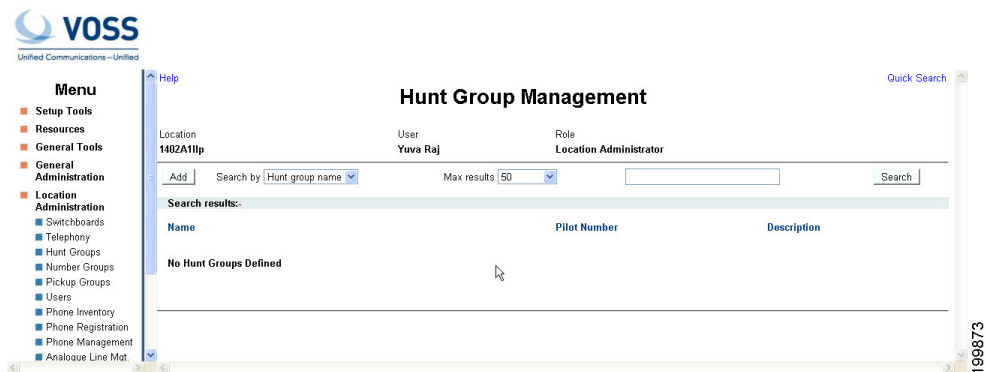 VOSS
Unified Communications—Unified
Menu
Setup Tools
Resources
General Tools
General
Administration
Location
Administration
Switchboards
Telephony
Hunt Groups
Number Groups
Pickup Groups
Users
Phone Inventory
Phone Registration
Phone Management
Analogue Line Mgt.
Help
Quick Search
Hunt Group Management
Location User Role
1402A1IIp Yuva Raj Location Administrator
Add Search by Hunt group name Max results 50 Search
Search results:-
Name Pilot Number Description
No Hunt Groups Defined
199873